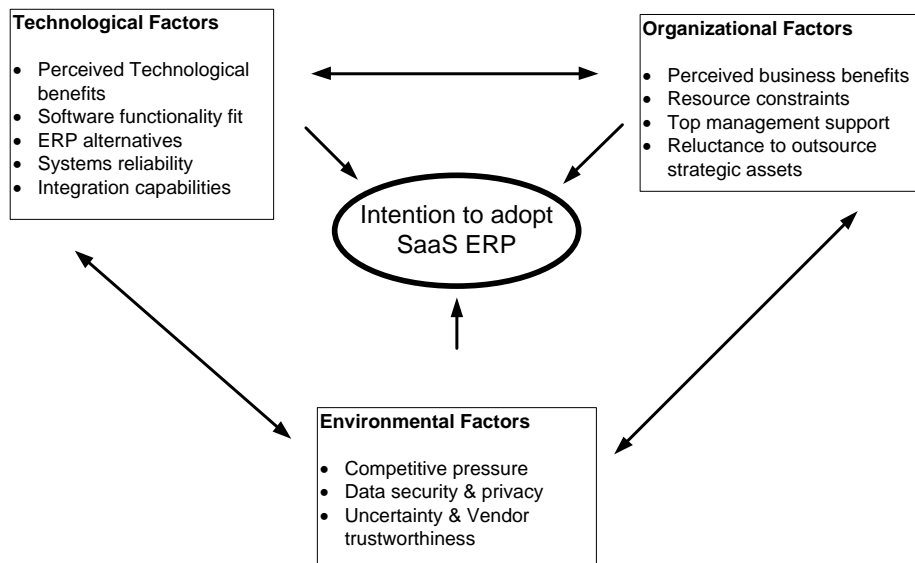 Technological Factors
• Perceived Technological
benefits
• Software functionality fit
• ERP alternatives
• Systems reliability
• Integration capabilities
Organizational Factors
• Perceived business benefits
• Resource constraints
• Top management support
• Reluctance to outsource
strategic assets
Intention to adopt
SaaS ERP
Environmental Factors
• Competitive pressure
• Data security & privacy
• Uncertainty & Vendor
trustworthiness